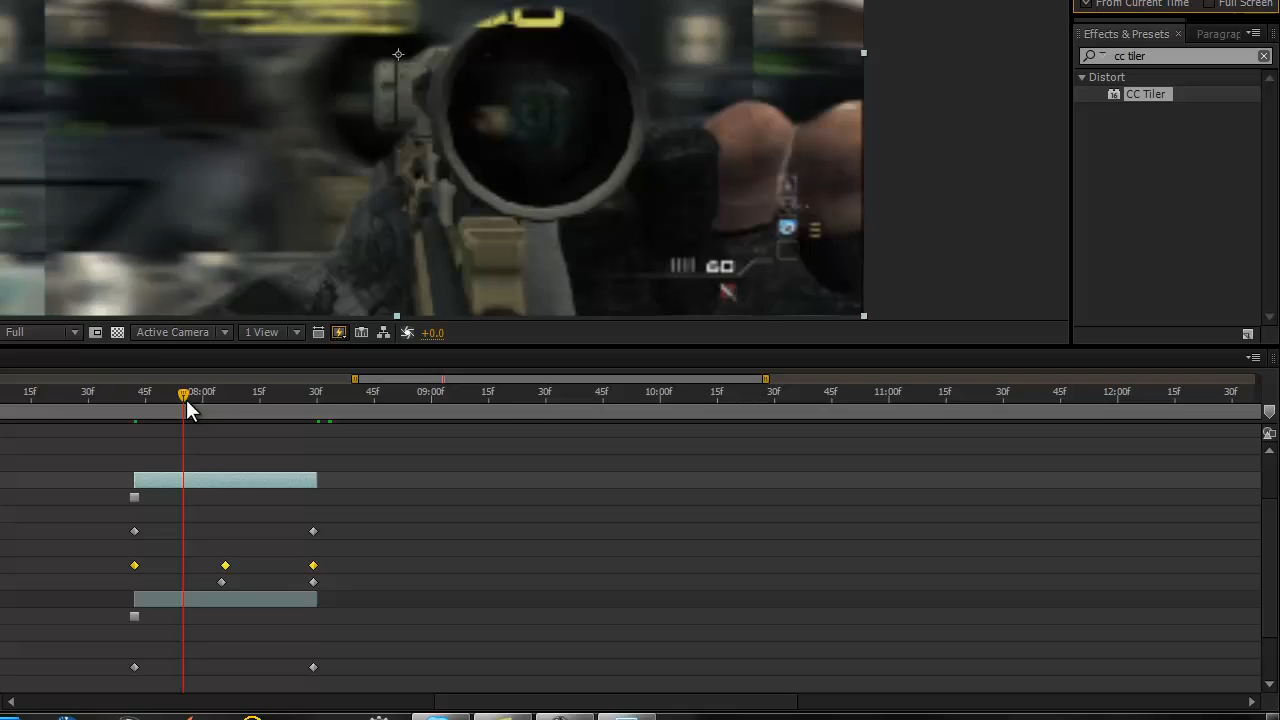 From Current Time Full Screen
Effects & Presets × Paragrap
cc tiler
Distort
16 CC Tiler
Full Active Camera 1 View +0.0
15f 30f 45f 08:00f 15f 30f 45f 09:00f 15f 30f 45f 10:00f 15f 30f 45f 11:00f 15f 30f 45f 12:00f 15f 30f